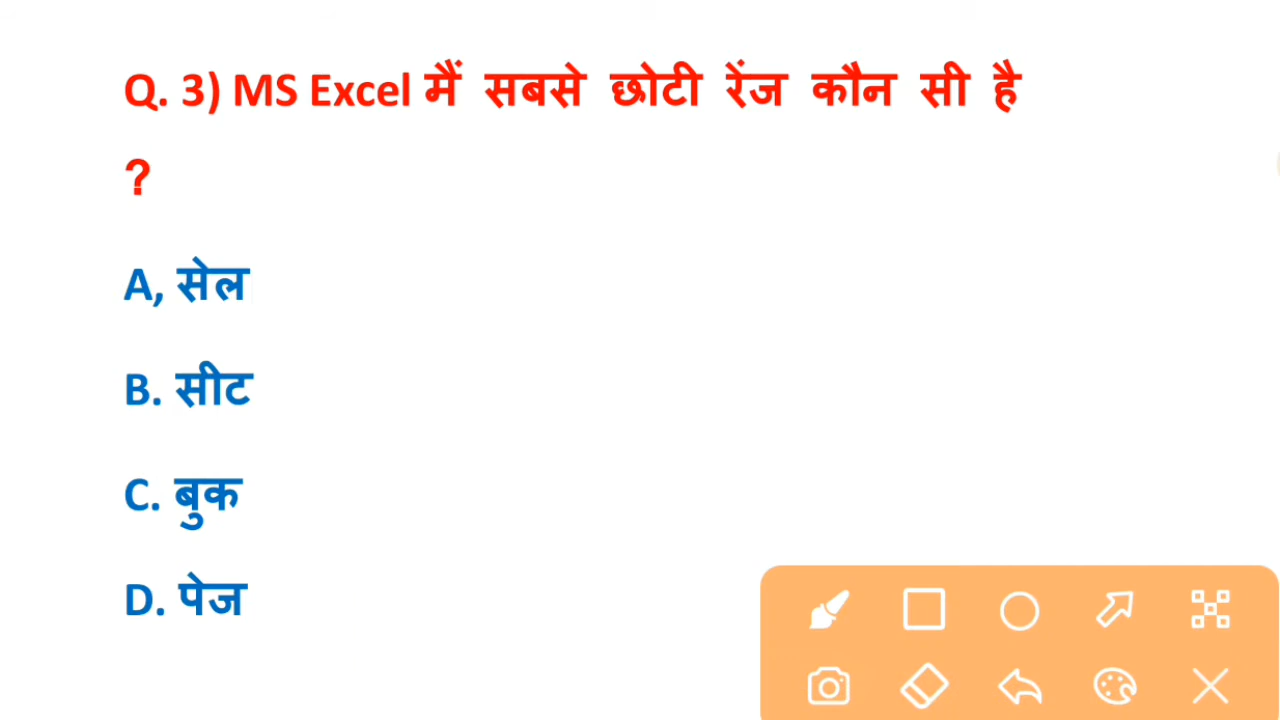 Q. 3) MS Excel मैं सबसे छोटी रेंज कौन सी है
?
A, सेल
B. सीट
C. बुक
D. पेज